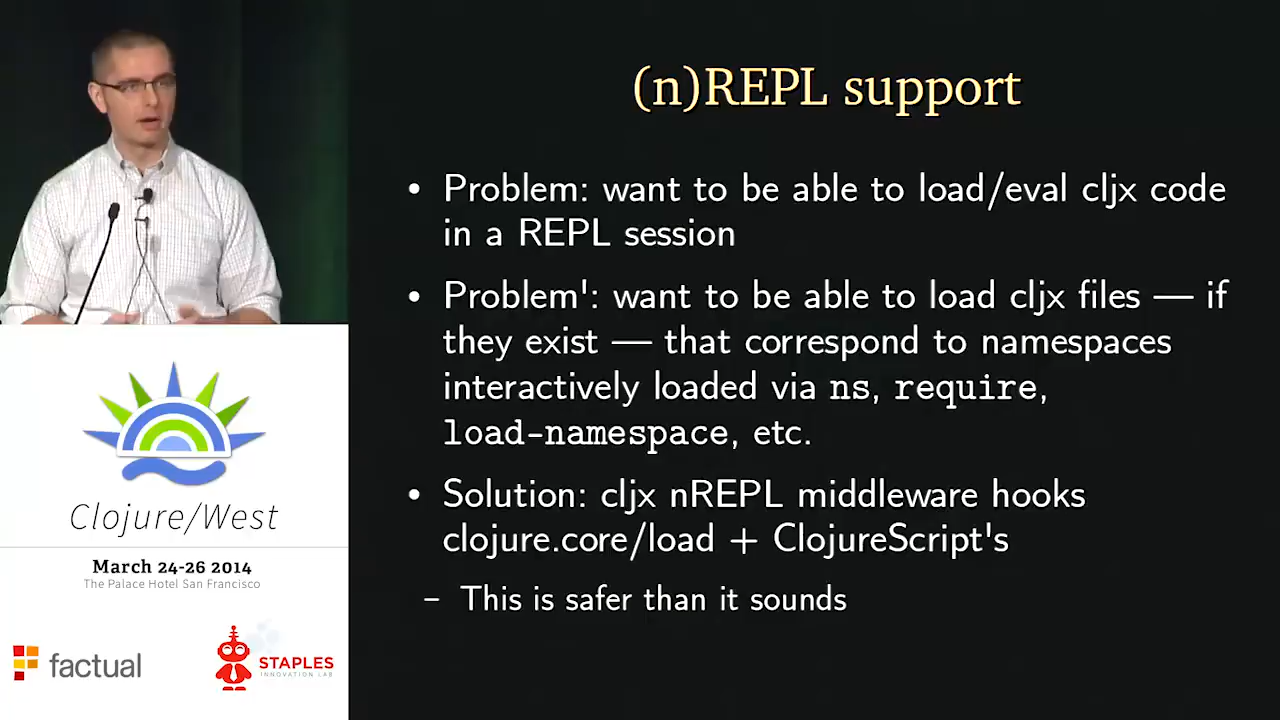 (n)REPL support
• Problem: want to be able to load/eval cljx code
in a REPL session
• Problem': want to be able to load cljx files — if
they exist — that correspond to namespaces
interactively loaded via ns, require,
load-namespace, etc.
• Solution: cljx nREPL middleware hooks
clojure.core/load + ClojureScript's
– This is safer than it sounds
Clojure/West
March 24-26 2014
The Palace Hotel San Francisco
factual
STAPLES
INNOVATION LAB